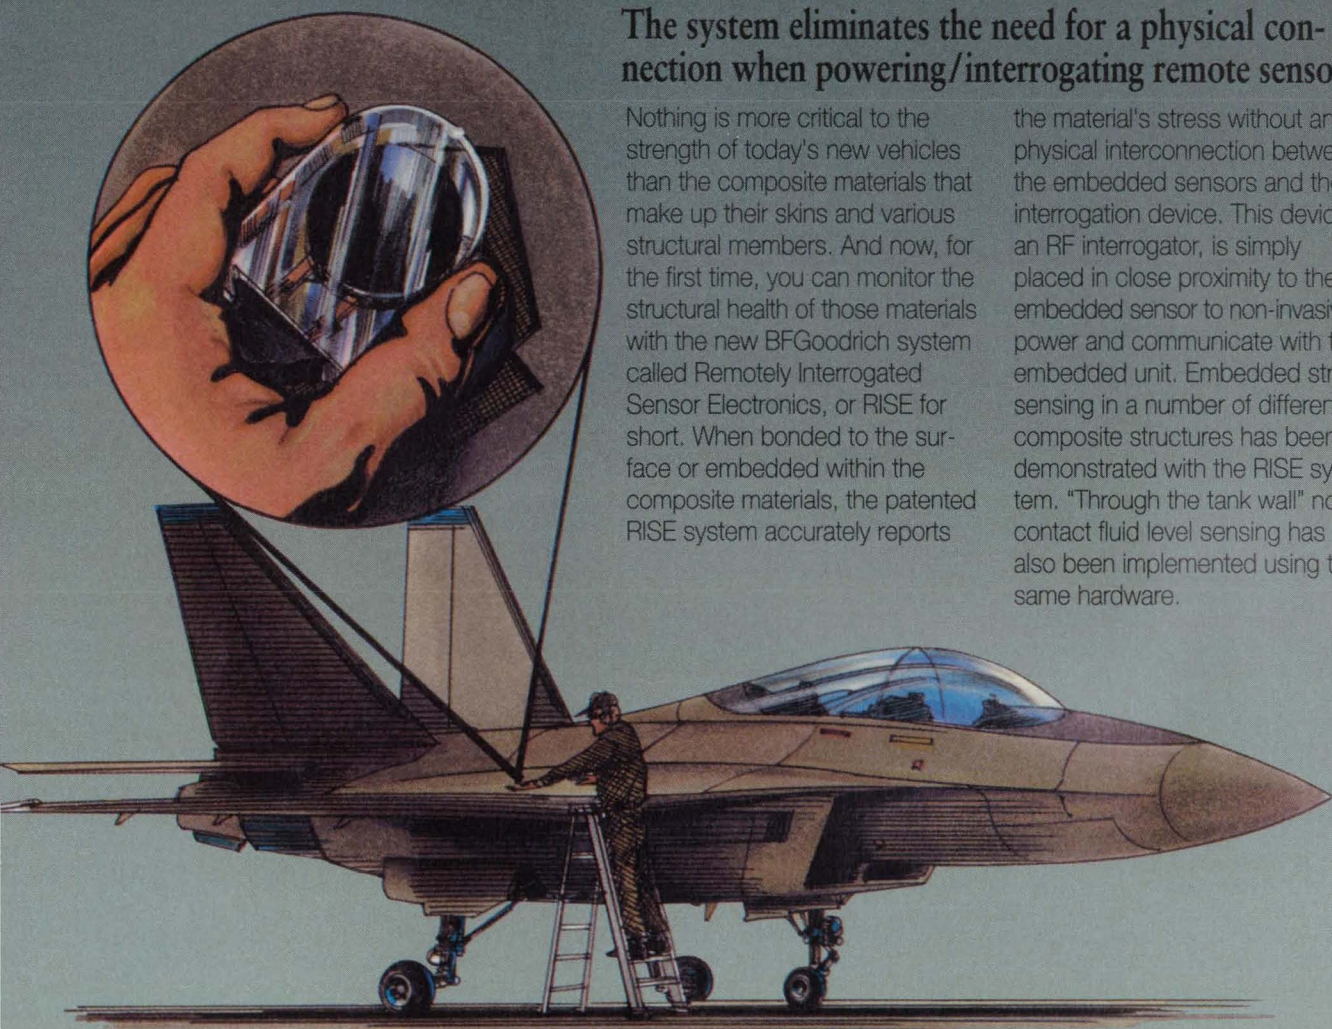 The system eliminates the need for a physical con-
nection when powering/interrogating remote senso
Nothing is more critical to the
strength of today's new vehicles
than the composite materials that
make up their skins and various
structural members. And now, for
the first time, you can monitor the
structural health of those materials
with the new BFGoodrich system
called Remotely Interrogated
Sensor Electronics, or RISE for
short. When bonded to the sur-
face or embedded within the
composite materials, the patented
RISE system accurately reports
the material's stress without an
physical interconnection betwe
the embedded sensors and the
interrogation device. This devic
an RF interrogator, is simply
placed in close proximity to the
embedded sensor to non-invasiv
power and communicate with t
embedded unit. Embedded str
sensing in a number of differen
composite structures has been
demonstrated with the RISE sy
tem. "Through the tank wall" no
contact fluid level sensing has
also been implemented using t
same hardware.